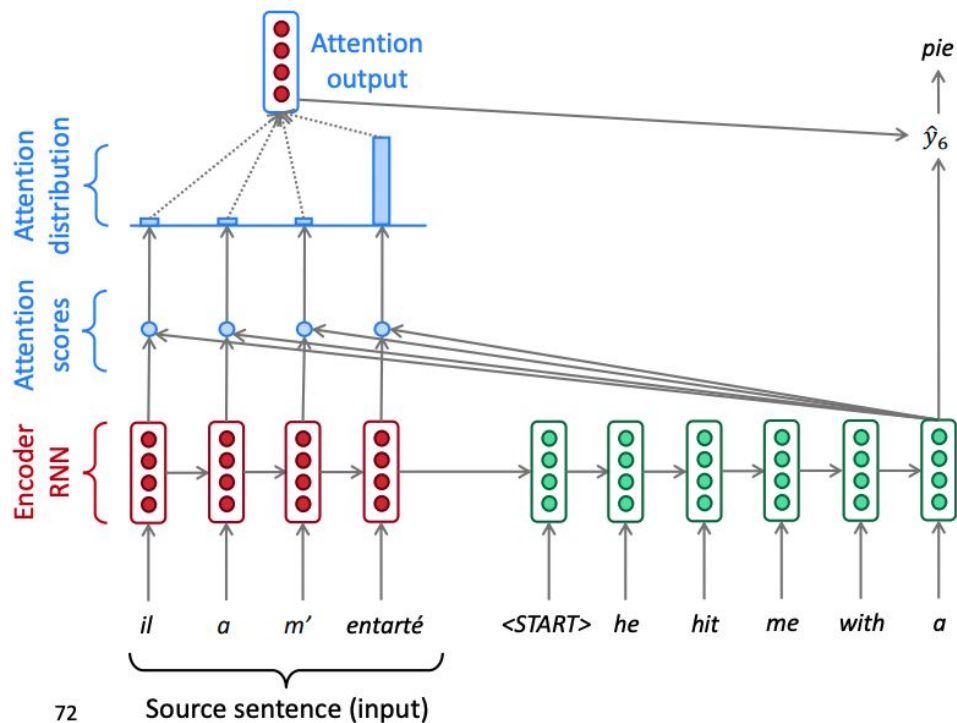 Attention
output
pie
ŷ6
Attention
distribution
Attention
scores
Encoder
RNN
il a m' entarté <START> he hit me with a
Source sentence (input)
72